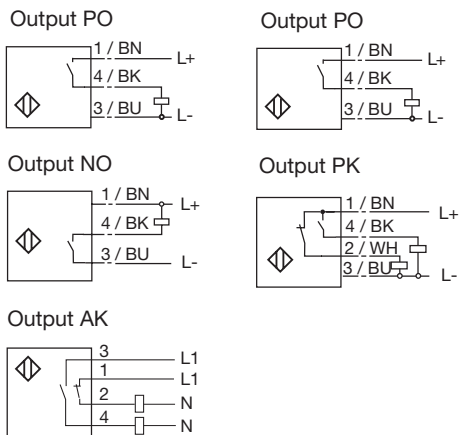 Output PO
1 / BN
L+
4 / BK
3 / BU
L-
Output PO
1 / BN
L+
4 / BK
3 / BU
L-
Output NO
1 / BN
L+
4 / BK
3 / BU
L-
Output PK
1 / BN
L+
4 / BK
2 / WH
3 / BU
L-
Output AK
3
L1
1
L1
2
N
4
N